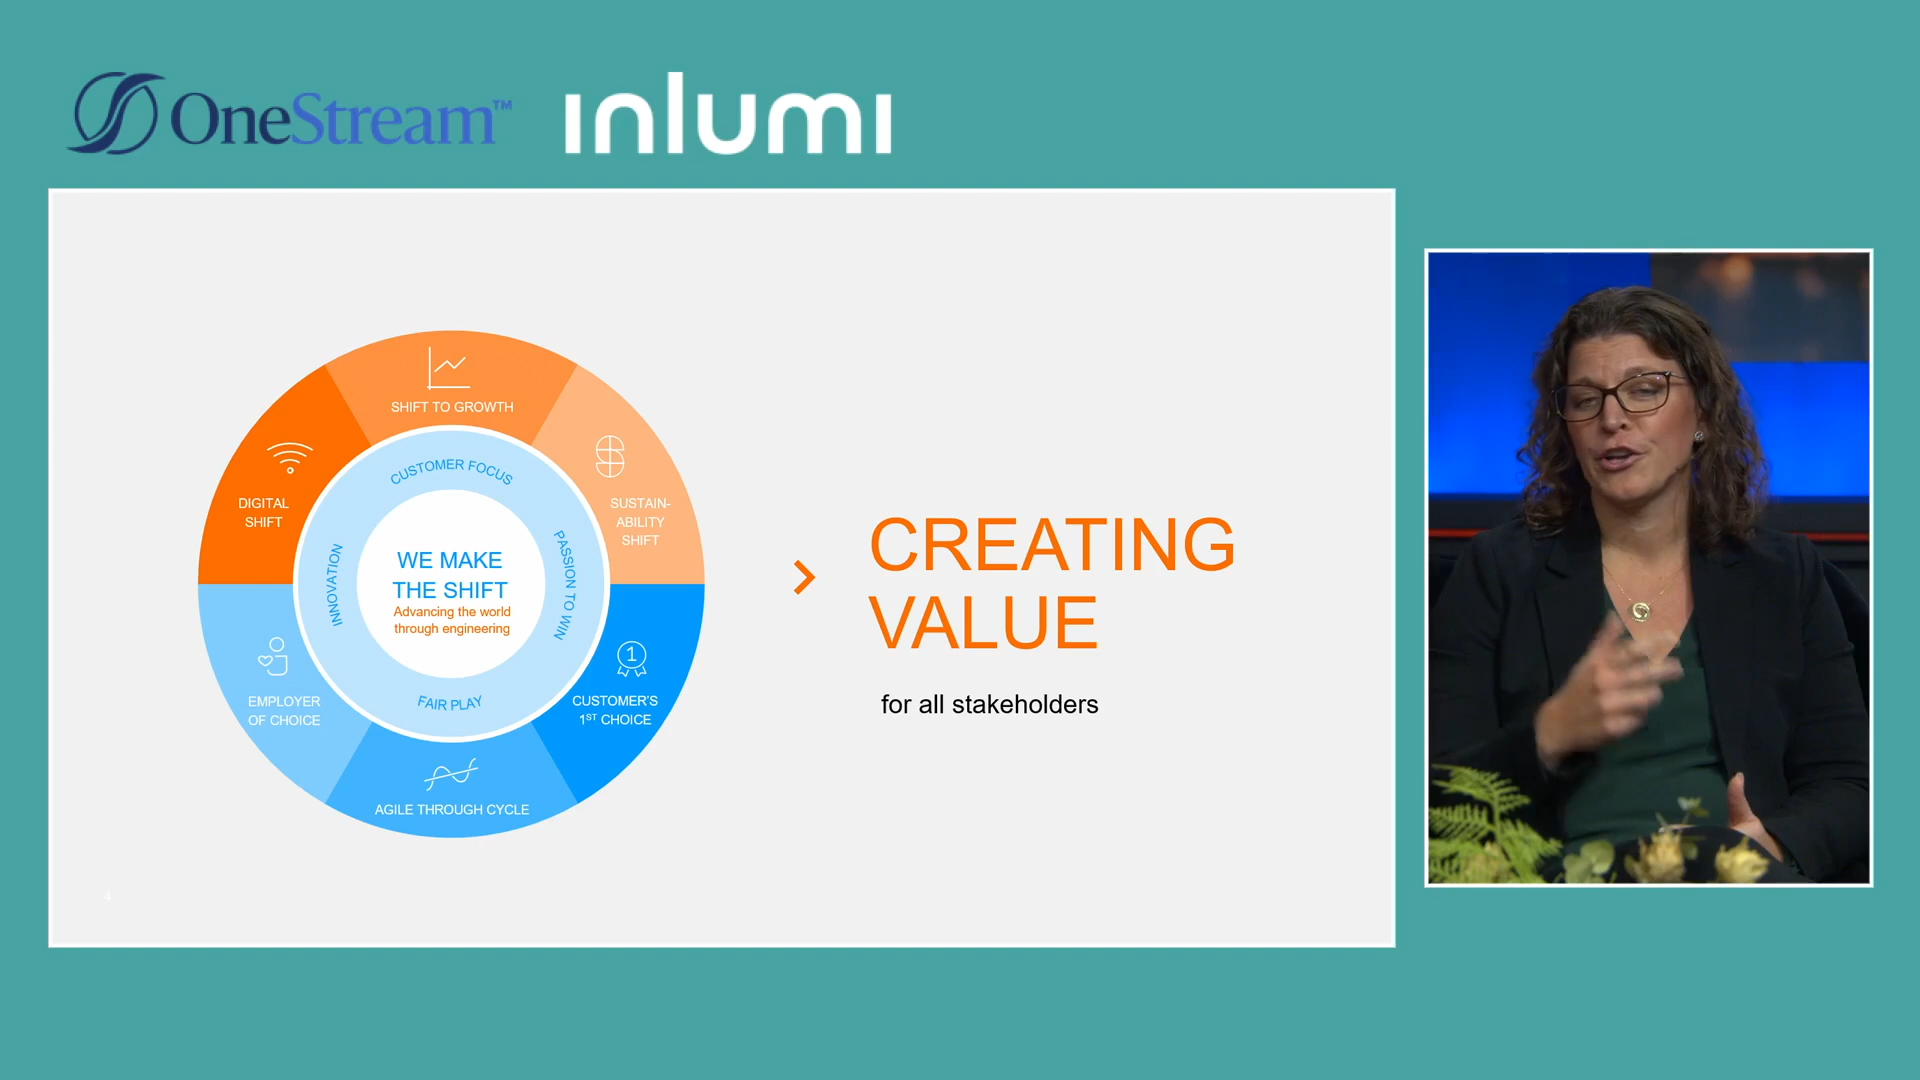 OneStream™
inlumi
SHIFT TO GROWTH
DIGITAL
SHIFT
SUSTAIN-
ABILITY
SHIFT
CUSTOMER FOCUS
INNOVATION
PASSION TO WIN
FAIR PLAY
WE MAKE
THE SHIFT
Advancing the world
through engineering
EMPLOYER
OF CHOICE
CUSTOMER'S
1ST CHOICE
1
AGILE THROUGH CYCLE
CREATING
VALUE
for all stakeholders
4